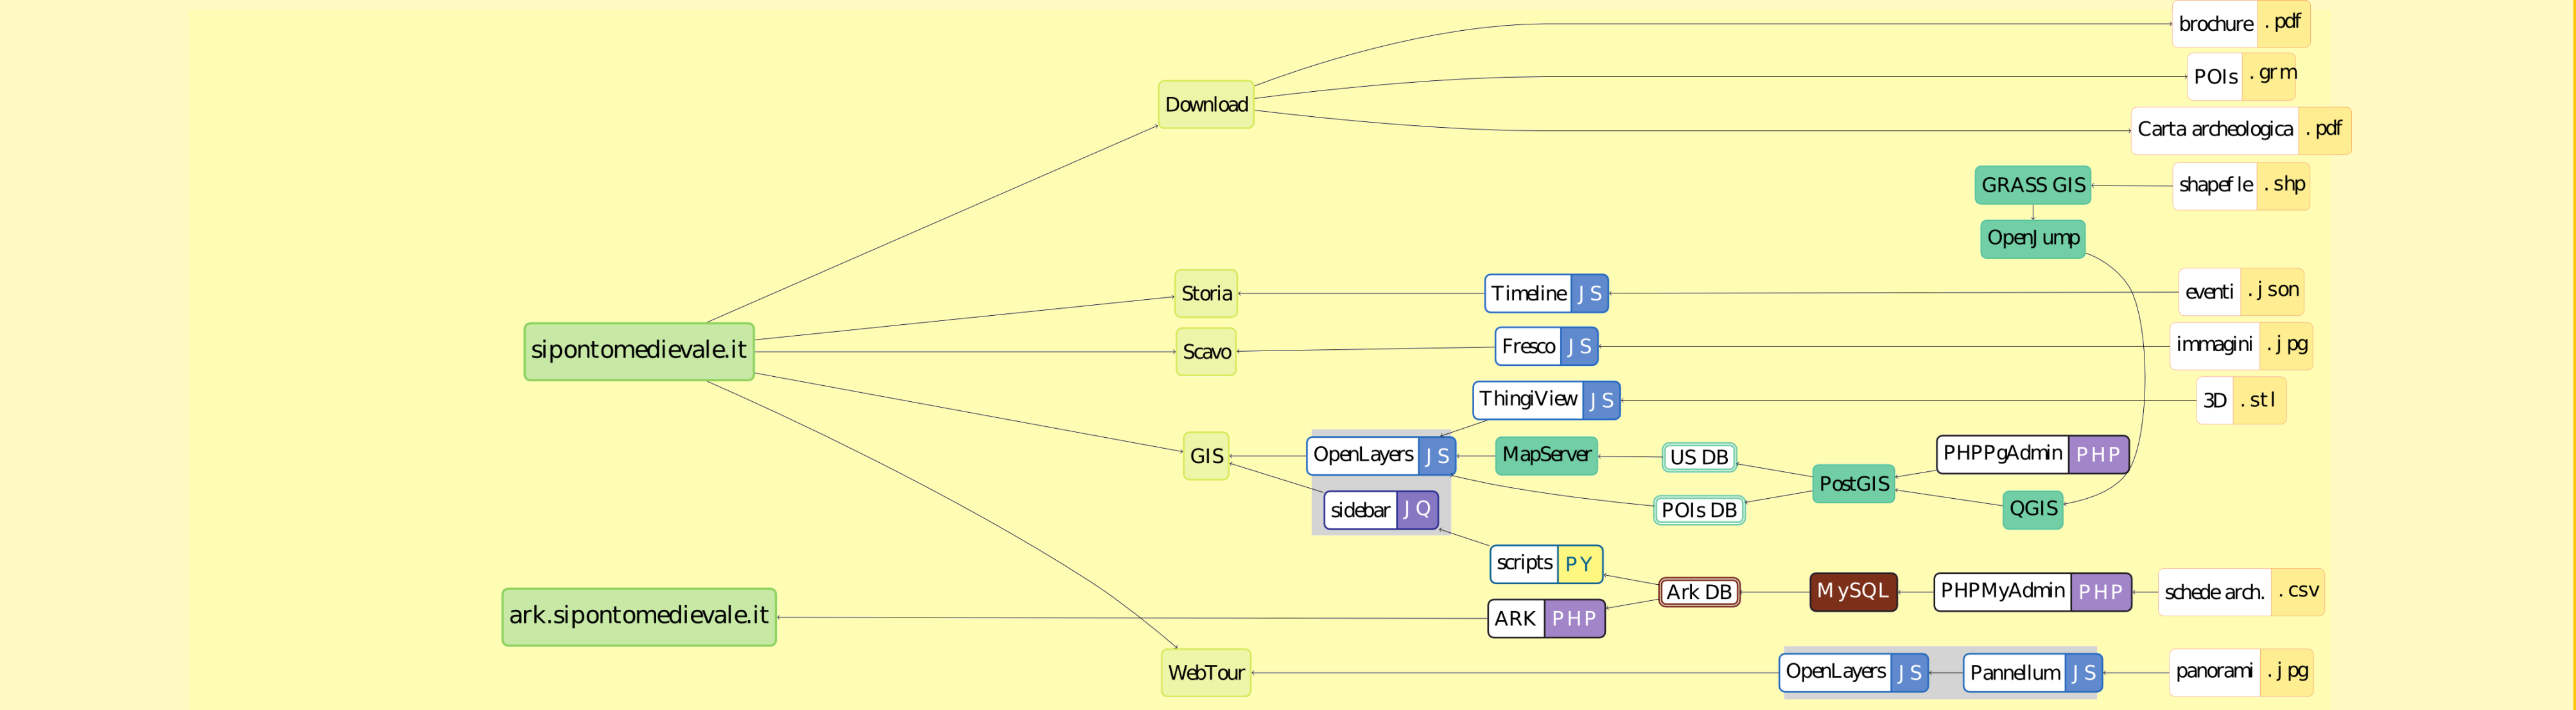 brochure .pdf
POIs .grm
Download
Carta archeologica .pdf
GRASS GIS shapefle .shp
OpenJump
Storia Timeline JS eventi .json
sipontomedievale.it Scavo Fresco JS immagini .jpg
ThingiView JS 3D .stl
GIS OpenLayers JS MapServer US DB PHPPgAdmin PHP
PostGIS
sidebar JQ POIs DB QGIS
scripts PY
Ark DB MySQL PHPMyAdmin PHP schede arch. .csv
ark.sipontomedievale.it ARK PHP
WebTour OpenLayers JS Pannellum JS panorami .jpg